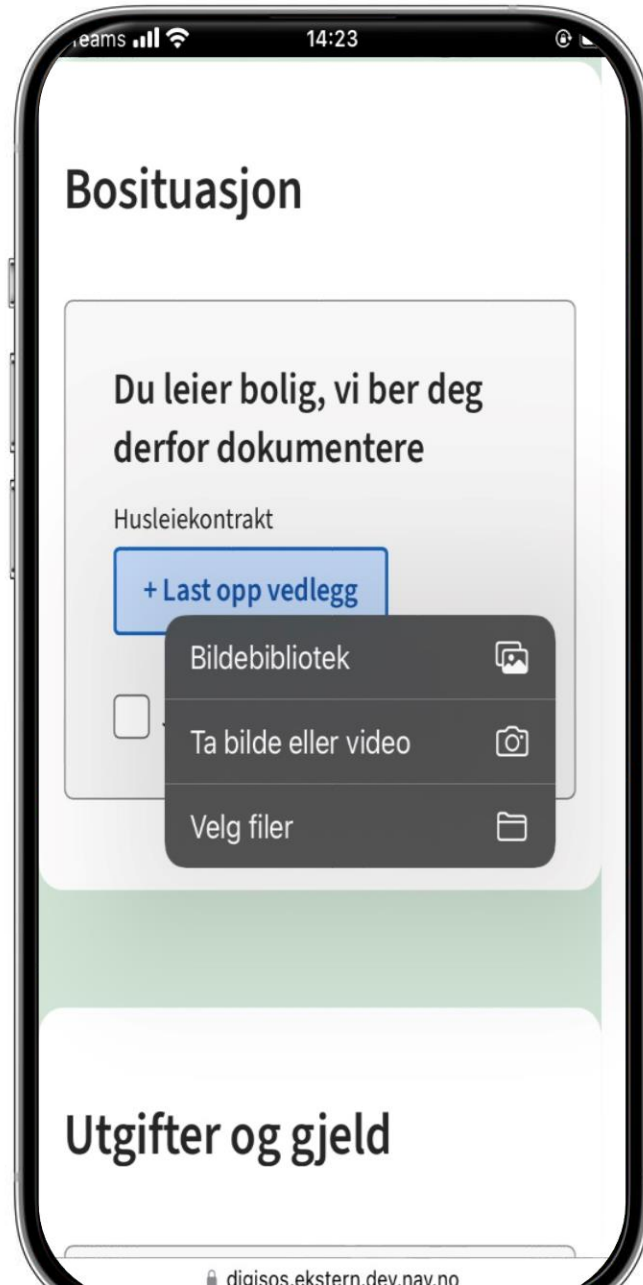 14:23
Bosituasjon
Du leier bolig, vi ber deg
derfor dokumentere
Husleiekontrakt
+ Last opp vedlegg
Bildebibliotek
Ta bilde eller video
Velg filer
Utgifter og gjeld
digisos.ekstern.dev.nav.no